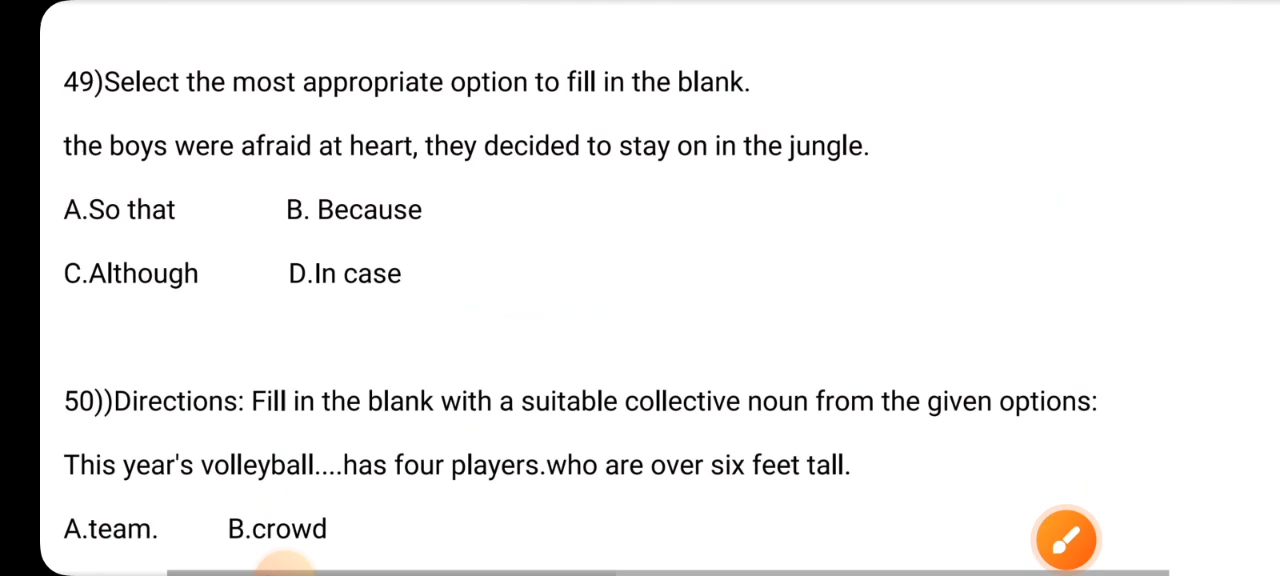 49)Select the most appropriate option to fill in the blank.
the boys were afraid at heart, they decided to stay on in the jungle.
A.So that B. Because
C.Although D.In case
50))Directions: Fill in the blank with a suitable collective noun from the given options:
This year's volleyball....has four players.who are over six feet tall.
A.team. B.crowd